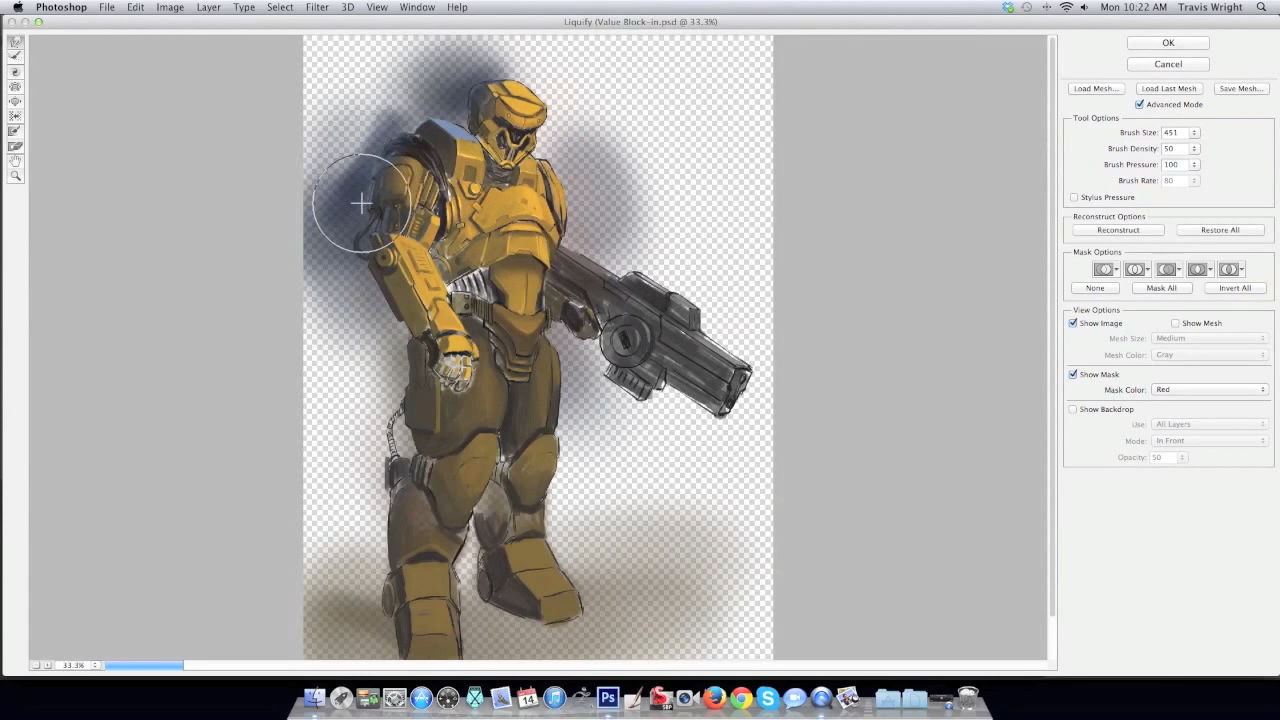 Photoshop File Edit Image Layer Type Select Filter 3D View Window Help Mon 10:22 AM Travis Wright
Liquify (Value Block-in.psd @ 33.3%)
OK
Cancel
Load Mesh... Load Last Mesh Save Mesh...
Advanced Mode
Tool Options
Brush Size: 451
Brush Density: 50
Brush Pressure: 100
Brush Rate: 80
Stylus Pressure
Reconstruct Options
Reconstruct Restore All
Mask Options
None Mask All Invert All
View Options
Show Image Show Mesh
Mesh Size: Medium
Mesh Color: Gray
Show Mask
Mask Color: Red
Show Backdrop
Use: All Layers
Mode: In Front
Opacity: 50
33.3%
14
Ps